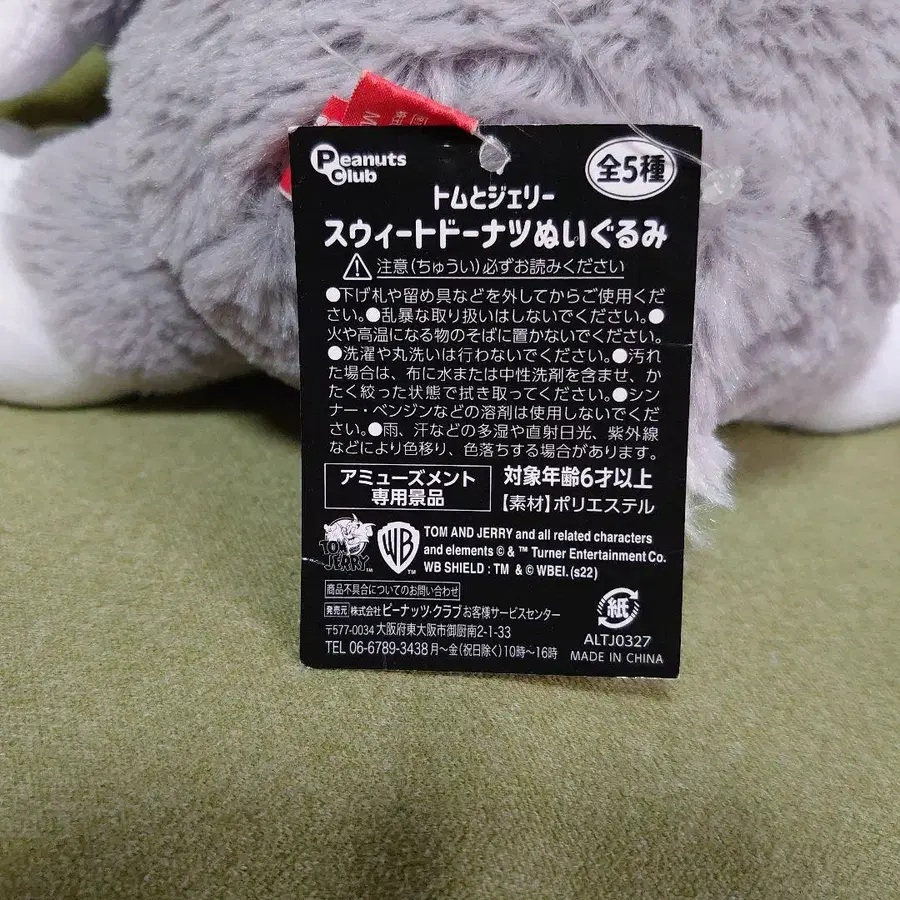 Peanuts
Club
全5種
トムとジェリー
スウィートドーナツぬいぐるみ
注意(ちゅうい)必ずお読みください
●下げ札や留め具などを外してからご使用くだ
さい。●乱暴な取り扱いはしないでください。●
火や高温になる物のそばに置かないでください。
●洗濯や丸洗いは行わないでください。●汚れ
た場合は、布に水または中性洗剤を含ませ、か
たく絞った状態で拭き取ってください。●シン
ナー・ベンジンなどの溶剤は使用しないでくだ
さい。●雨、汗などの多湿や直射日光、紫外線
などにより色移り、色落ちする場合があります。
アミューズメント
専用景品
対象年齢6才以上
【素材】ポリエステル
TOM AND JERRY
WB
TOM AND JERRY and all related characters
and elements © & ™ Turner Entertainment Co.
WB SHIELD : TM & © WBEI. (s22)
商品不具合についてのお問い合わせ
発売元 株式会社 ピーナッツ・クラブお客様サービスセンター
〒577-0034 大阪府東大阪市御厨南2-1-33
TEL 06-6789-3438 月～金(祝日除く)10時～16時
紙
ALTJ0327
MADE IN CHINA